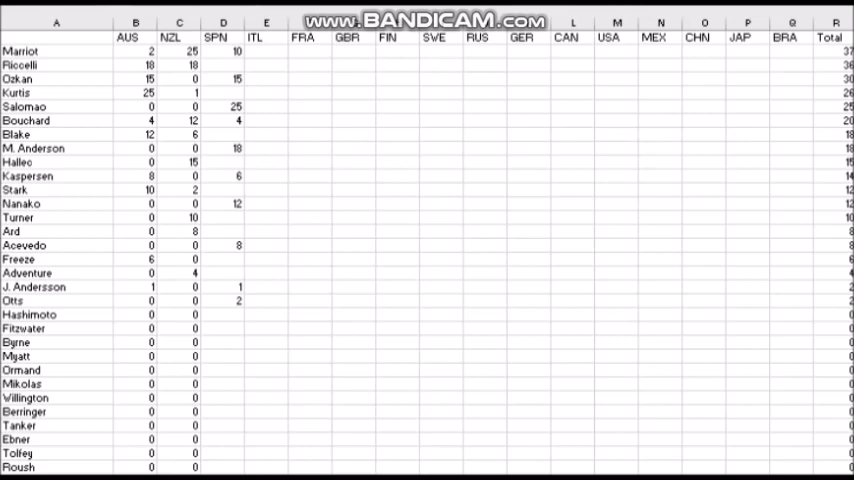 www.BANDICAM.com
A B C D E L M N O P Q R
AUS NZL SPN ITL FRA GBR FIN SWE RUS GER CAN USA MEX CHN JAP BRA Total
Marriot 2 25 10 37
Riccelli 18 18 36
Ozkan 15 0 15 30
Kurtis 25 1 26
Salomao 0 0 25 25
Bouchard 4 12 4 20
Blake 12 6 18
M. Anderson 0 0 18 18
Hallec 0 15 15
Kaspersen 8 0 6 14
Stark 10 2 12
Nanako 0 0 12 12
Turner 0 10 10
Ard 0 8 8
Acevedo 0 0 8 8
Freeze 6 0 6
Adventure 0 4 4
J. Andersson 1 0 1 2
Otts 0 0 2 2
Hashimoto 0 0 0
Fitzwater 0 0 0
Byrne 0 0 0
Myatt 0 0 0
Ormand 0 0 0
Mikolas 0 0 0
Willington 0 0 0
Berringer 0 0 0
Tanker 0 0 0
Ebner 0 0 0
Tolfey 0 0 0
Roush 0 0 0